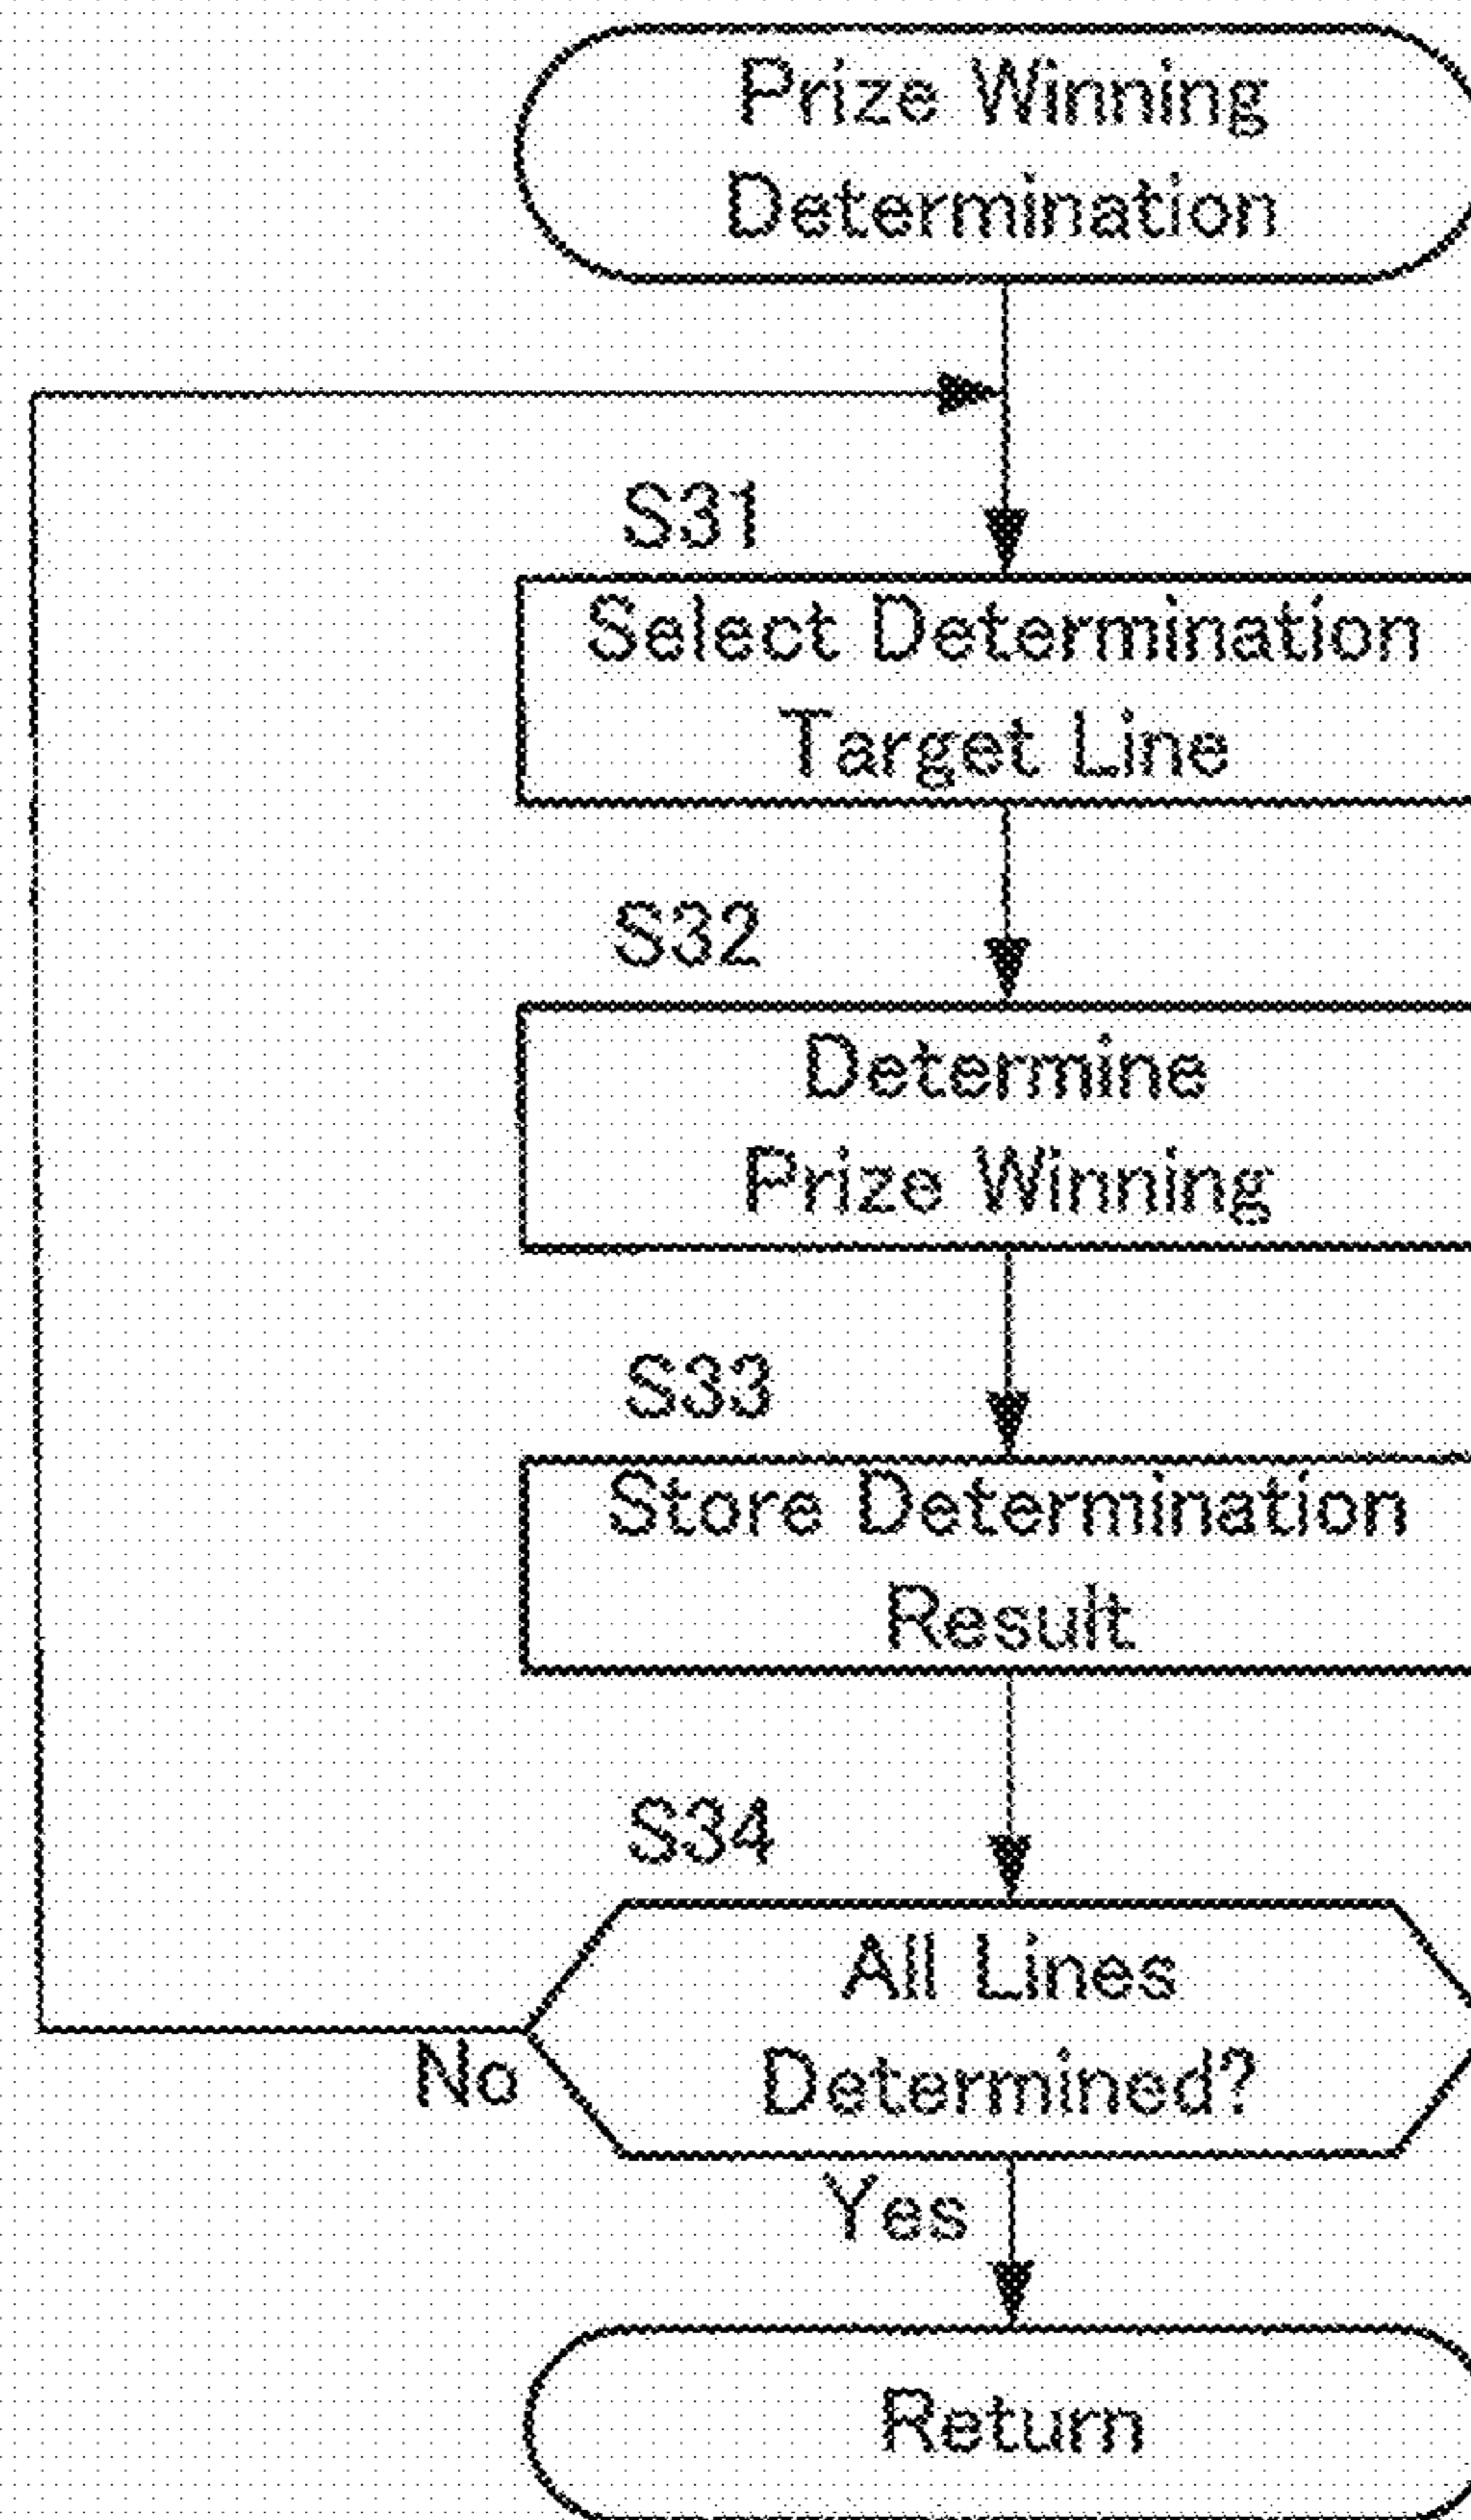 Prize Winning
Determination
S31
Select Determination
Target Line
S32
Determine
Prize Winning
S33
Store Determination
Result
S34
All Lines
Determined?
No
Yes
Return